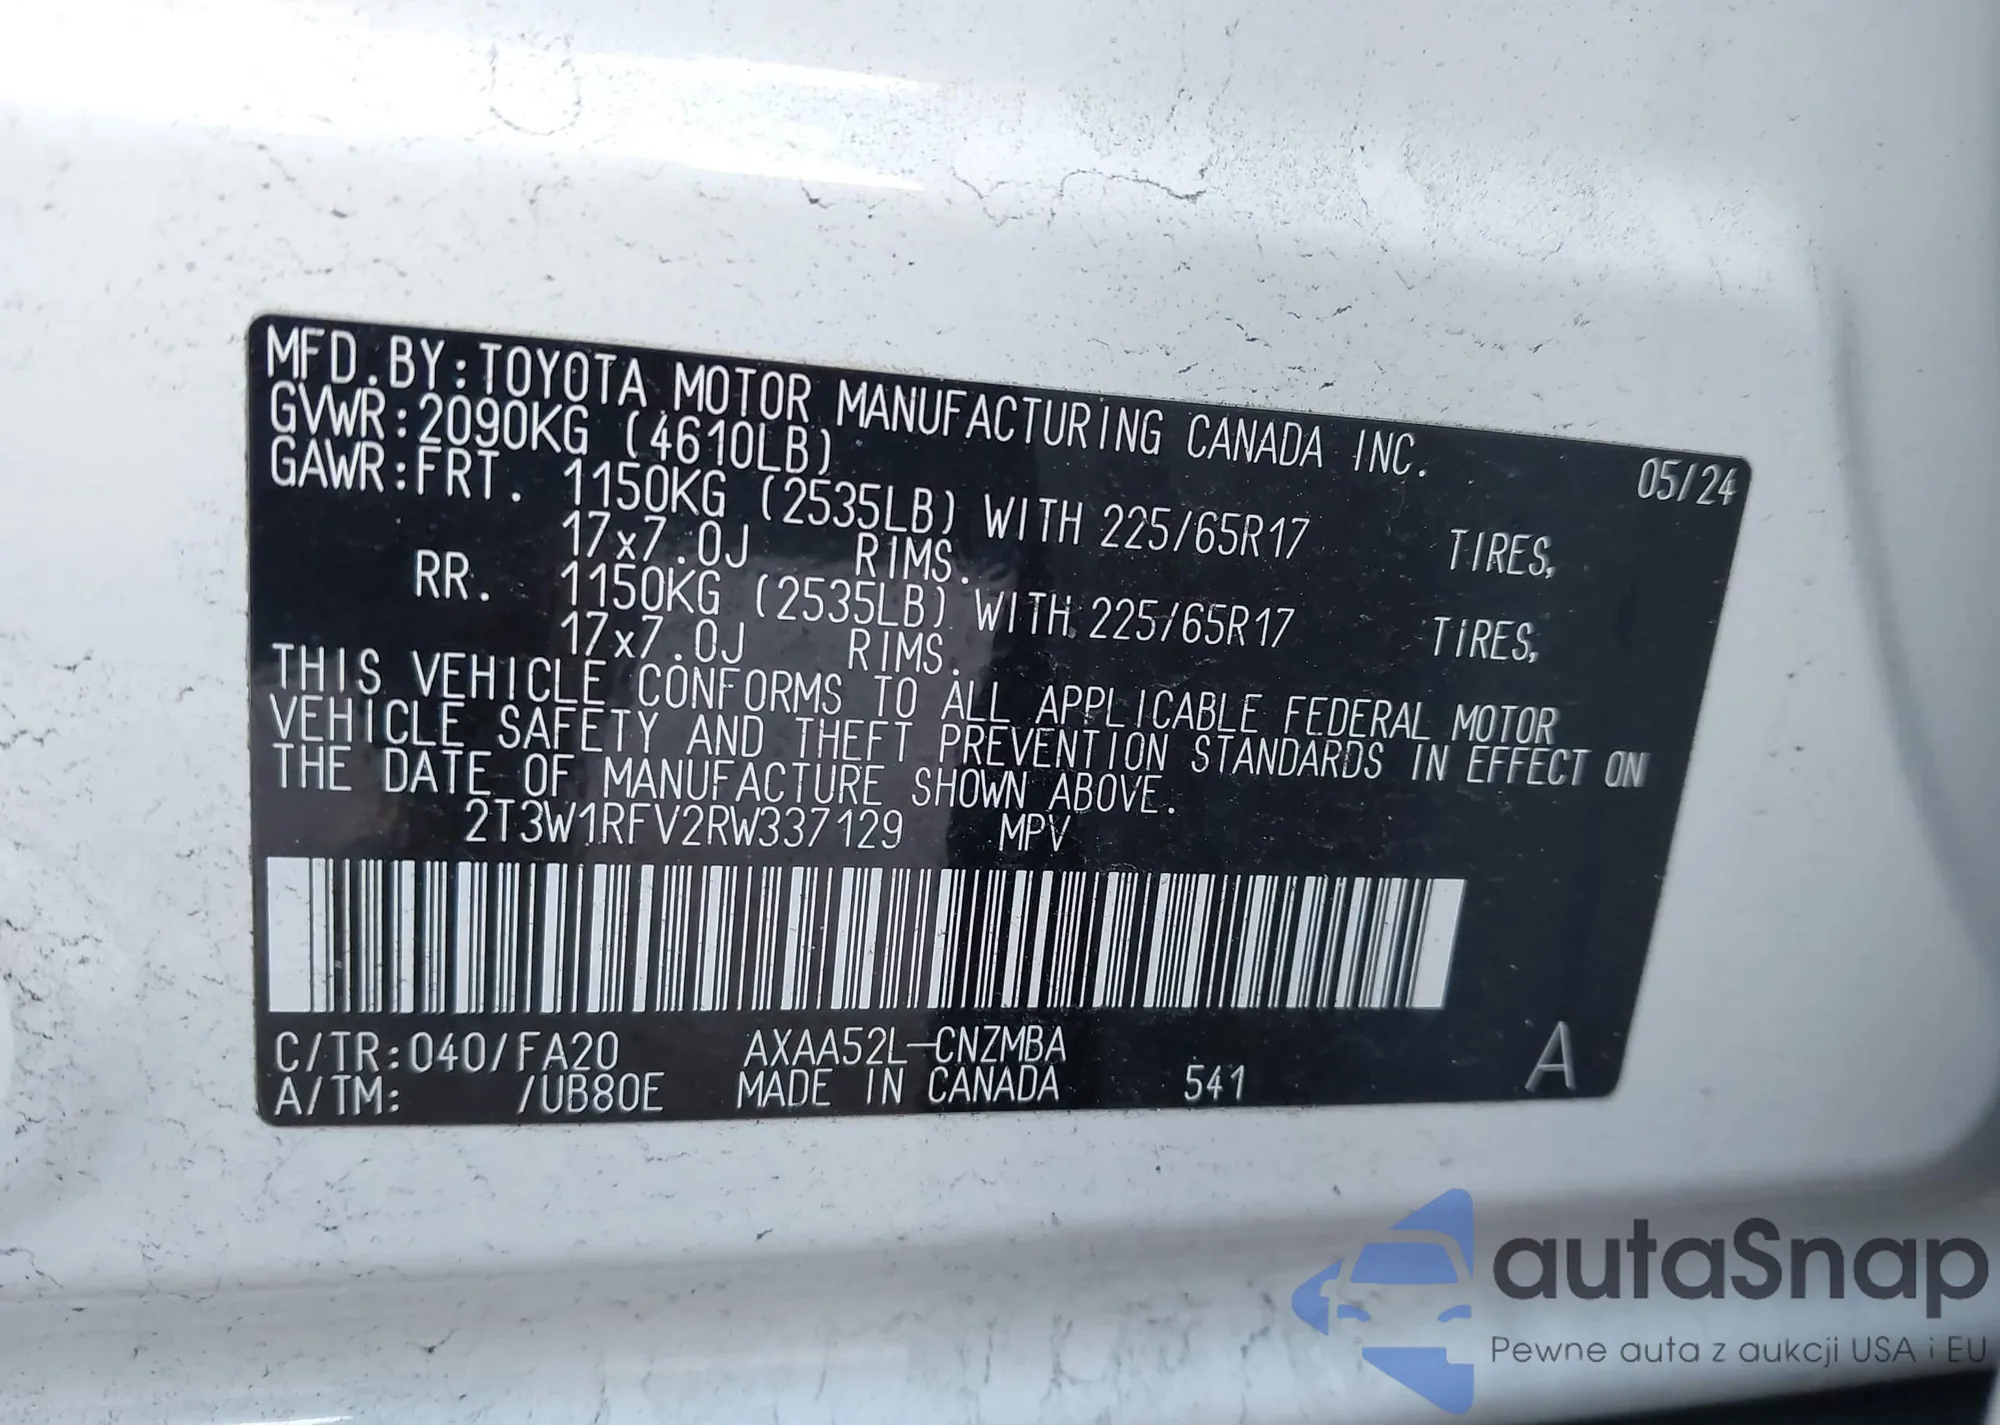 MFD.BY:TOYOTA MOTOR MANUFACTURING CANADA INC. 05/24
GVWR:2090KG (4610LB)
GAWR:FRT. 1150KG (2535LB) WITH 225/65R17 TIRES,
17x7.0J RIMS.
RR. 1150KG (2535LB) WITH 225/65R17 TIRES,
17x7.0J RIMS.
THIS VEHICLE CONFORMS TO ALL APPLICABLE FEDERAL MOTOR
VEHICLE SAFETY AND THEFT PREVENTION STANDARDS IN EFFECT ON
THE DATE OF MANUFACTURE SHOWN ABOVE.
2T3W1RFV2RW337129 MPV
C/TR:040/FA20 AXAA52L-CNZMBA
A/TM: /UB80E MADE IN CANADA 541 A
autaSnap
Pewne auta z aukcji USA i EU